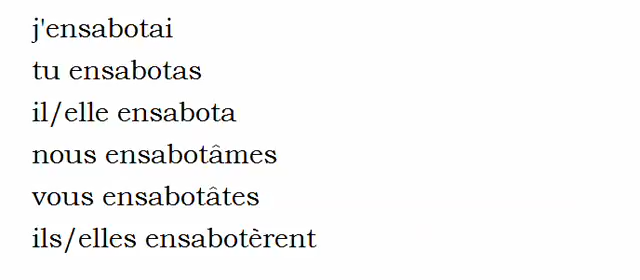 j'ensabotai
tu ensabotas
il/elle ensabota
nous ensabotâmes
vous ensabotâtes
ils/elles ensabotèrent